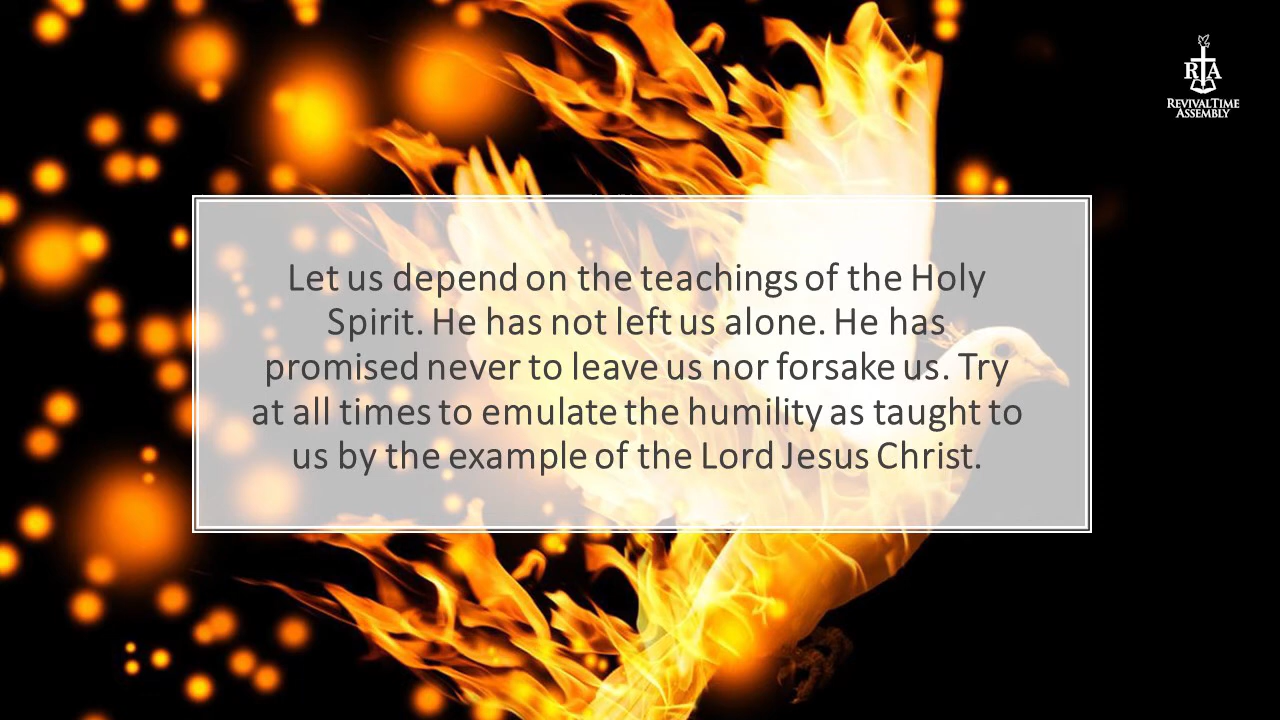 RTA
REVIVALTIME
ASSEMBLY
Let us depend on the teachings of the Holy
Spirit. He has not left us alone. He has
promised never to leave us nor forsake us. Try
at all times to emulate the humility as taught to
us by the example of the Lord Jesus Christ.